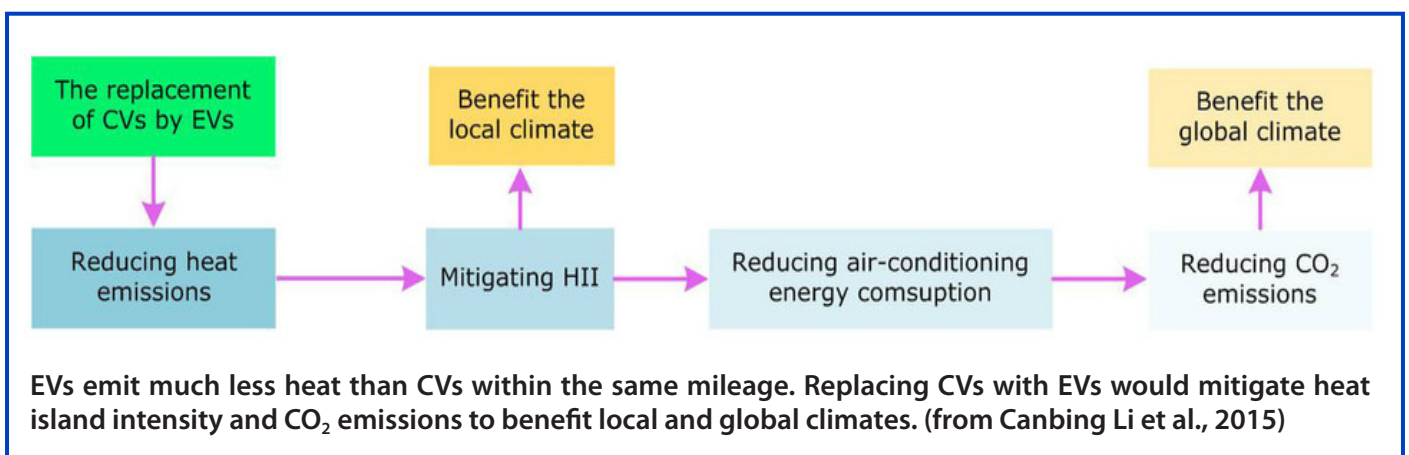 The replacement
of CVs by EVs
Benefit the
local climate
Benefit the
global climate
Reducing heat
emissions
Mitigating HII
Reducing air-conditioning
energy comsuption
Reducing CO₂
emissions
EVs emit much less heat than CVs within the same mileage. Replacing CVs with EVs would mitigate heat
island intensity and CO₂ emissions to benefit local and global climates. (from Canbing Li et al., 2015)